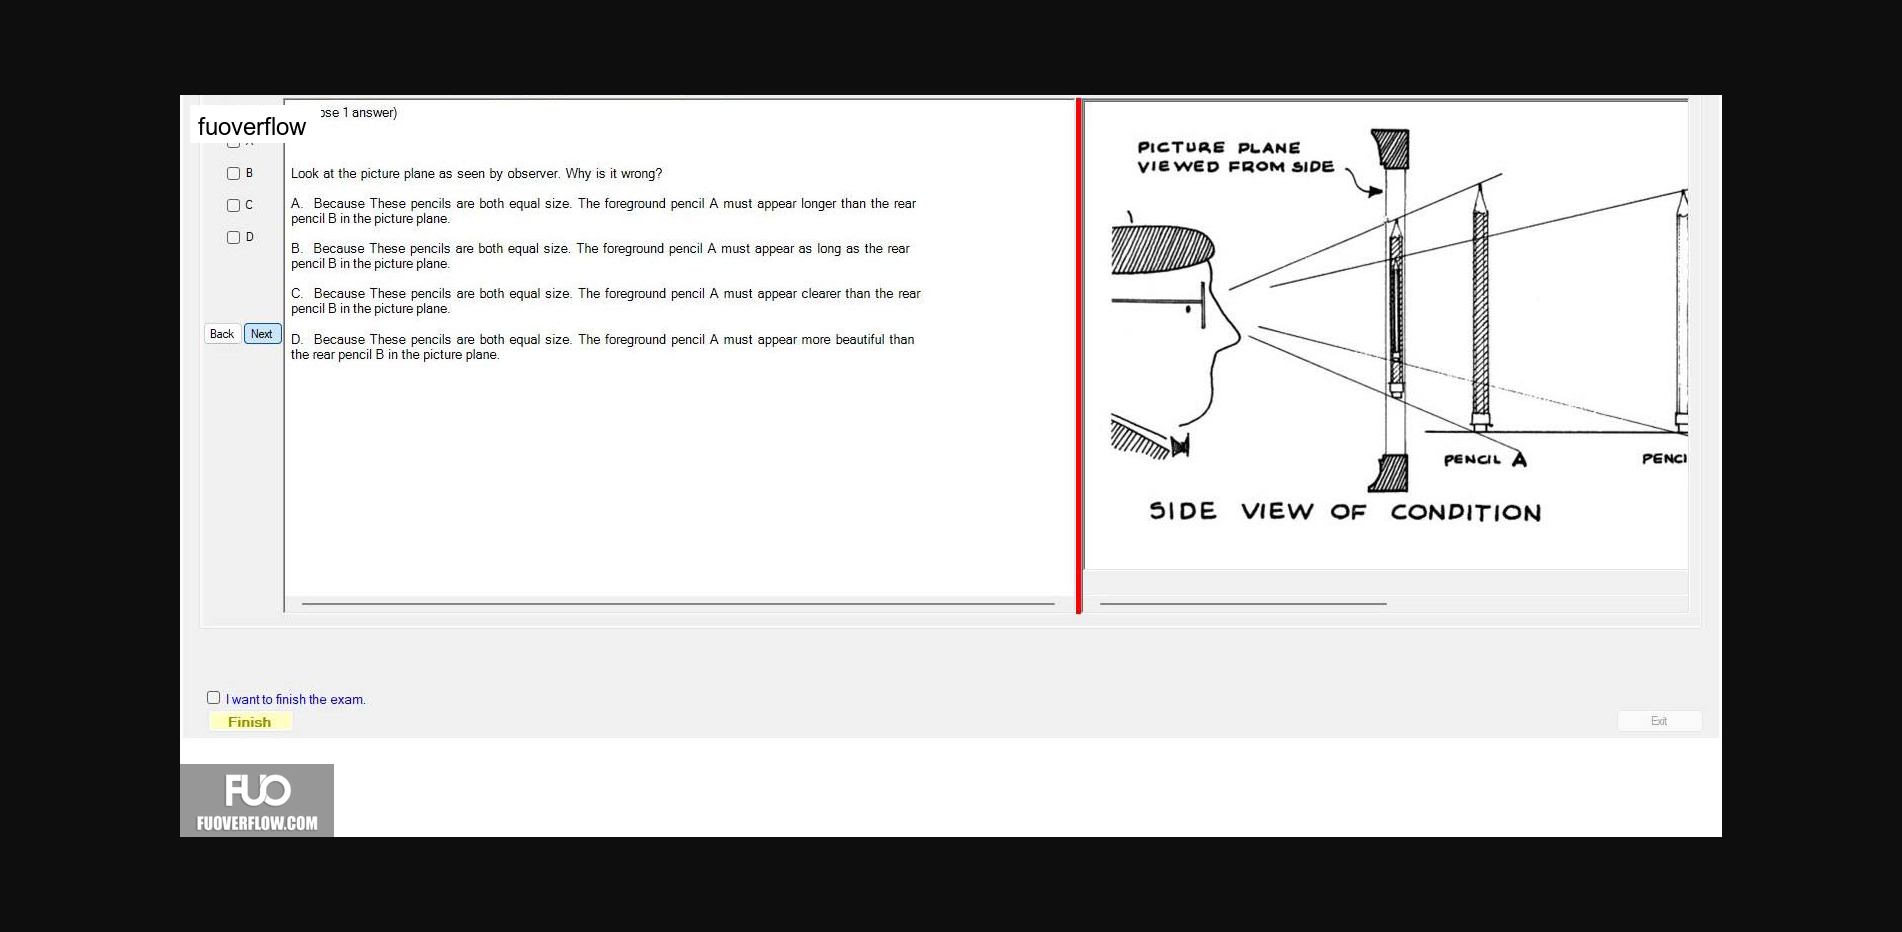 fuoverflow
ose 1 answer)
B
C
D
Back
Next
Look at the picture plane as seen by observer. Why is it wrong?
A. Because These pencils are both equal size. The foreground pencil A must appear longer than the rear
pencil B in the picture plane.
B. Because These pencils are both equal size. The foreground pencil A must appear as long as the rear
pencil B in the picture plane.
C. Because These pencils are both equal size. The foreground pencil A must appear clearer than the rear
pencil B in the picture plane.
D. Because These pencils are both equal size. The foreground pencil A must appear more beautiful than
the rear pencil B in the picture plane.
PICTURE PLANE
VIEWED FROM SIDE
PENCIL A
PENCI
SIDE VIEW OF CONDITION
I want to finish the exam.
Finish
Exit
FUO
FUOVERFLOW.COM